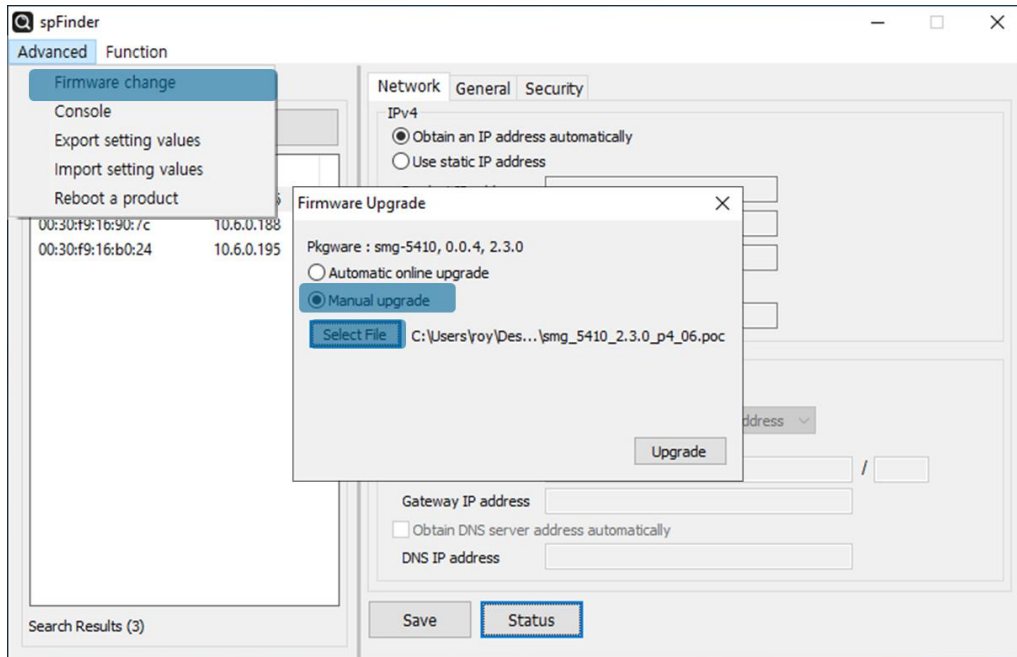 spFinder
Advanced Function
Firmware change
Console
Export setting values
Import setting values
Reboot a product
00:30:f9:16:90:7c 10.6.0.188
00:30:f9:16:b0:24 10.6.0.195
Search Results (3)
Network General Security
IPv4
Obtain an IP address automatically
Use static IP address
Firmware Upgrade
Pkgware : smg-5410, 0.0.4, 2.3.0
Automatic online upgrade
Manual upgrade
Select File C:\Users\roy\Des...\smg_5410_2.3.0_p4_06.poc
Upgrade
/
Gateway IP address
Obtain DNS server address automatically
DNS IP address
Save Status